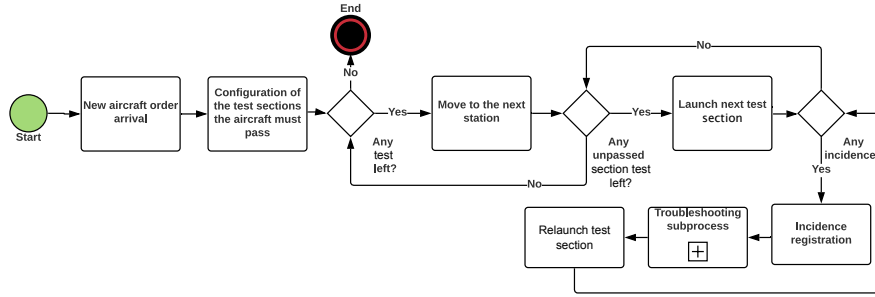 End
No
No
New aircraft order
arrival
Configuration of
the test sections
the aircraft must
pass
Yes
Move to the next
station
Yes
Launch next test
section
Start
Any
test
left?
Any
unpassed
section test
left?
Any
incidence
No
Yes
Relaunch test
section
Troubleshooting
subprocess
Incidence
registration